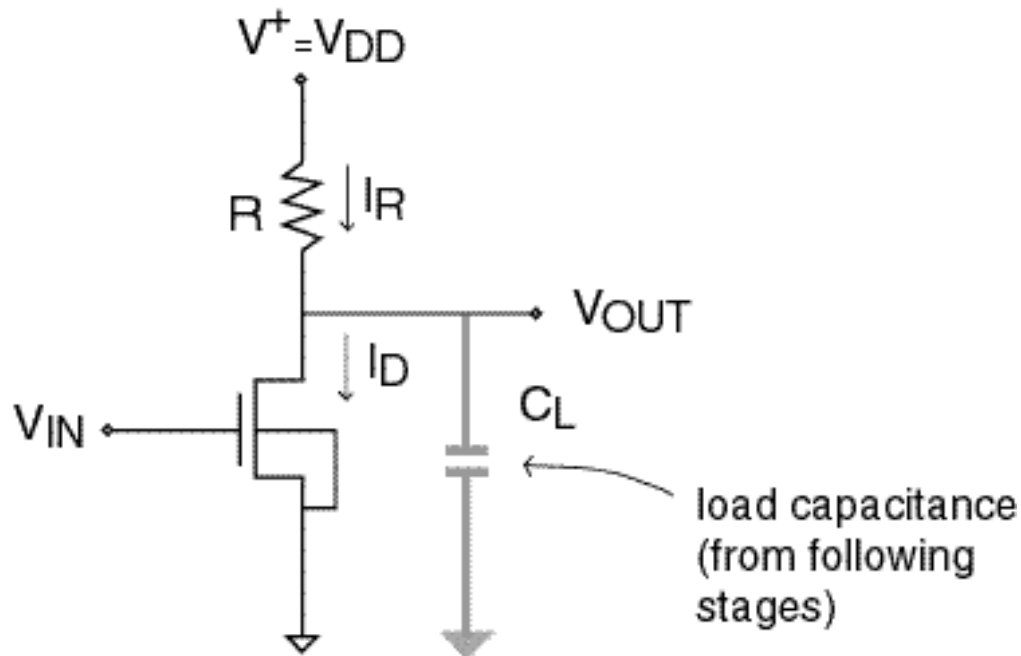 V⁺=VDD
R
IR
VOUT
ID
VIN
CL
load capacitance
(from following
stages)